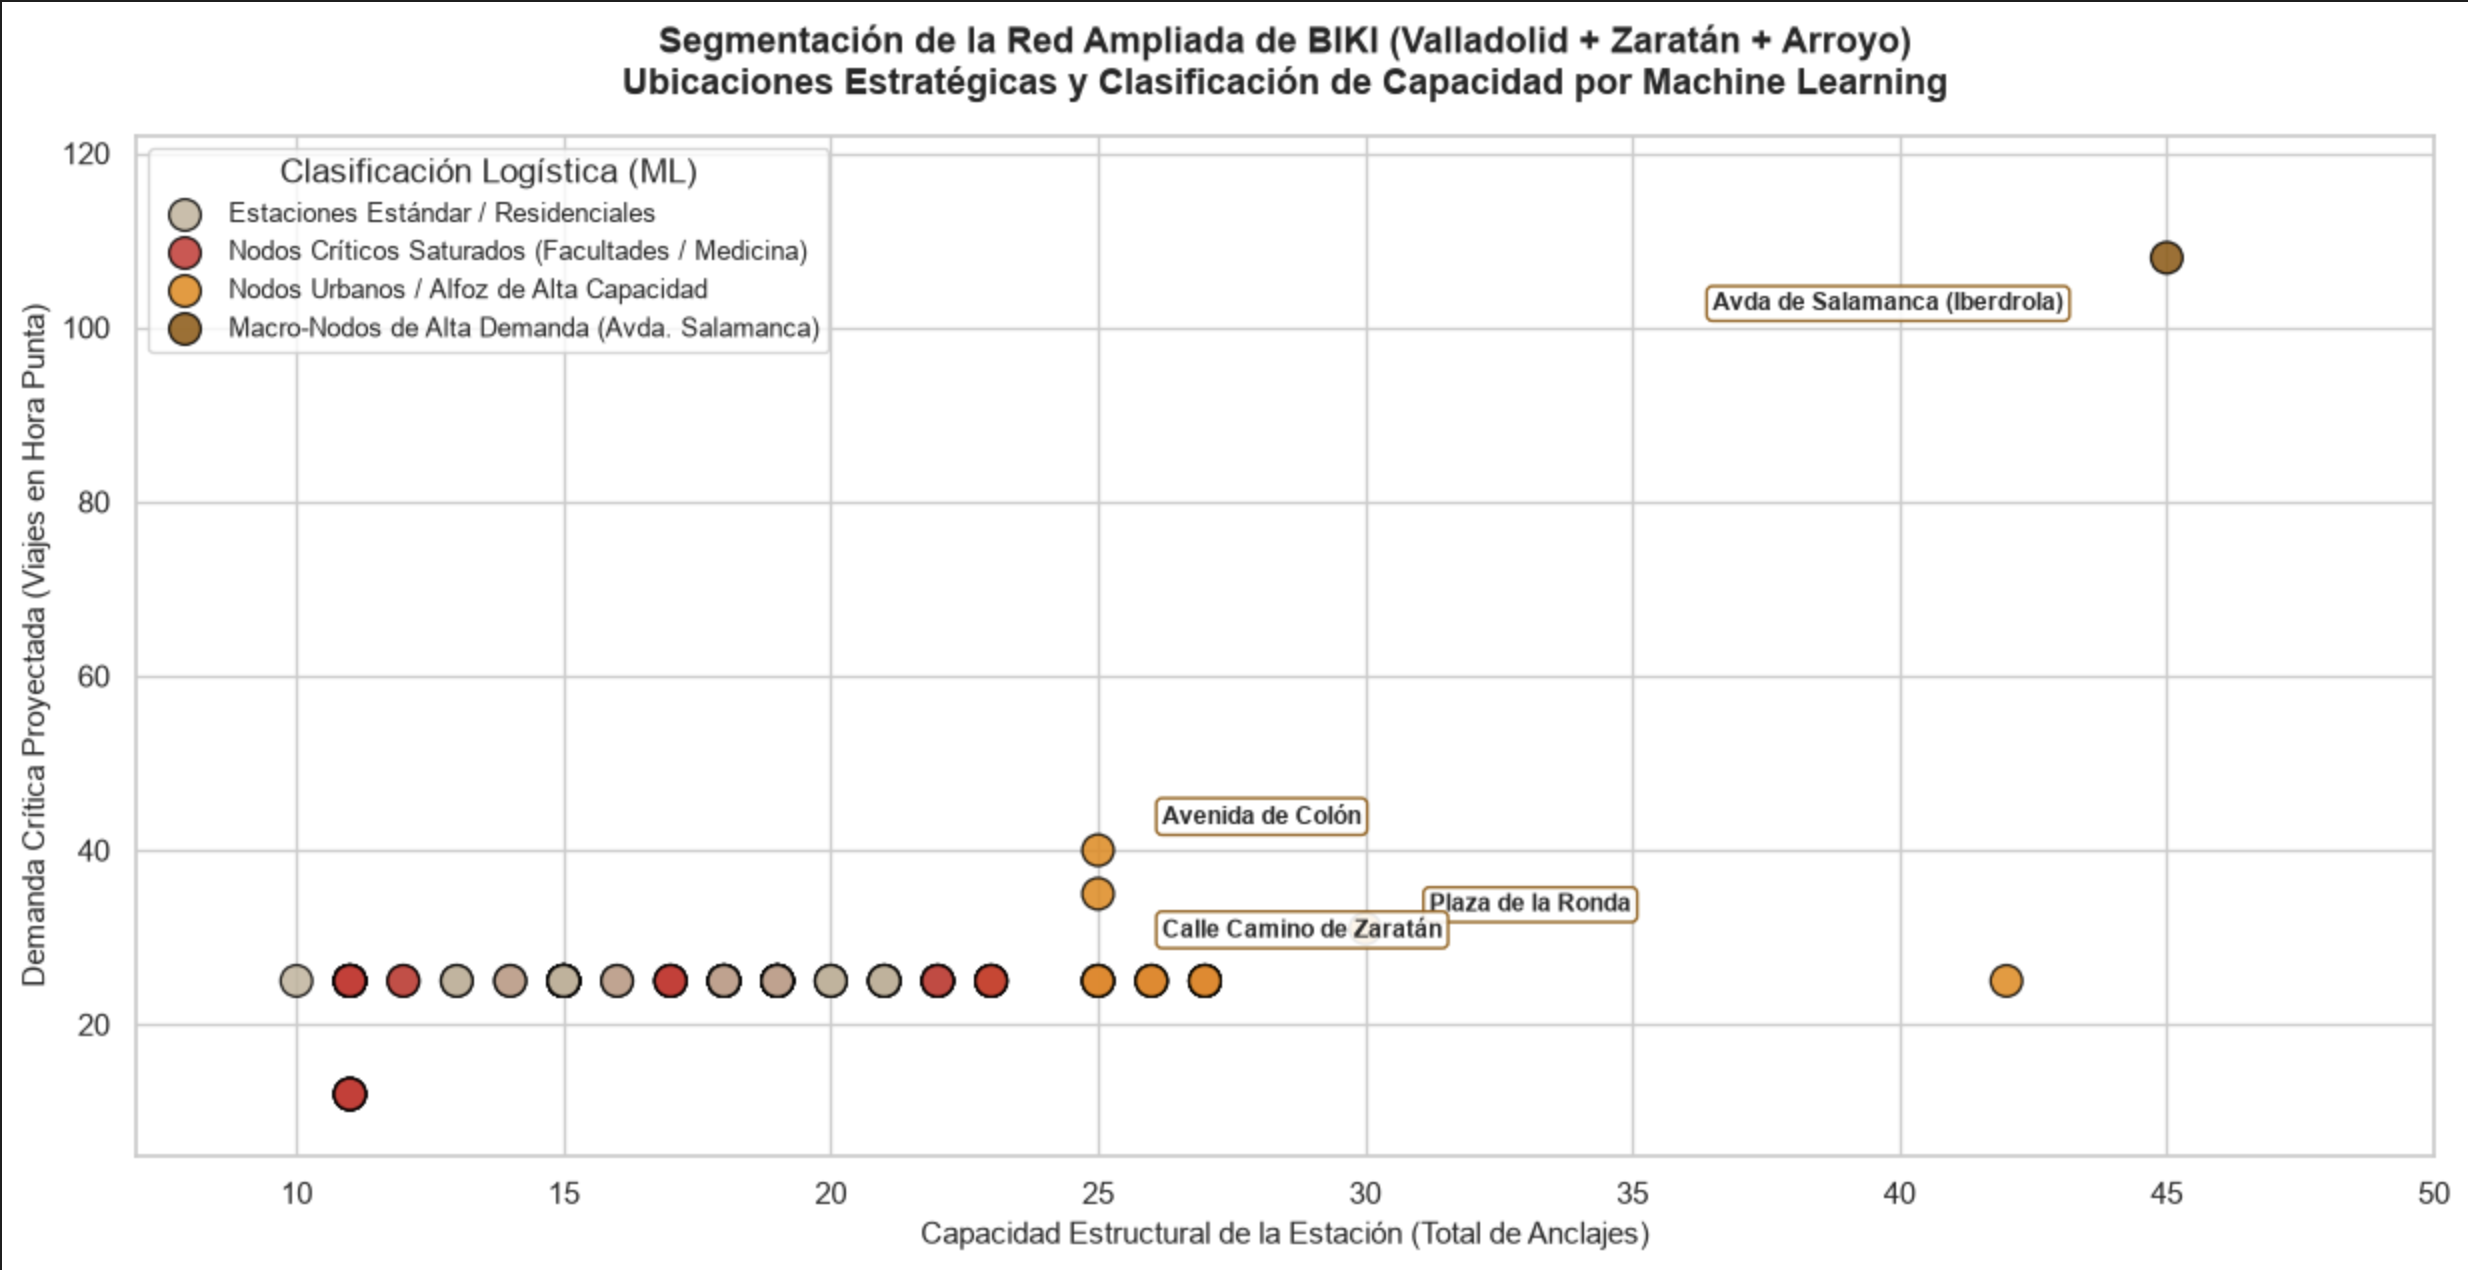 Segmentación de la Red Ampliada de BIKI (Valladolid + Zaratán + Arroyo)
Ubicaciones Estratégicas y Clasificación de Capacidad por Machine Learning
Clasificación Logística (ML)
Estaciones Estándar / Residenciales
Nodos Críticos Saturados (Facultades / Medicina)
Nodos Urbanos / Alfoz de Alta Capacidad
Macro-Nodos de Alta Demanda (Avda. Salamanca)
Demanda Crítica Proyectada (Viajes en Hora Punta)
120
100
80
60
40
20
Avda de Salamanca (Iberdrola)
Avenida de Colón
Plaza de la Ronda
Calle Camino de Zaratán
10 15 20 25 30 35 40 45 50
Capacidad Estructural de la Estación (Total de Anclajes)